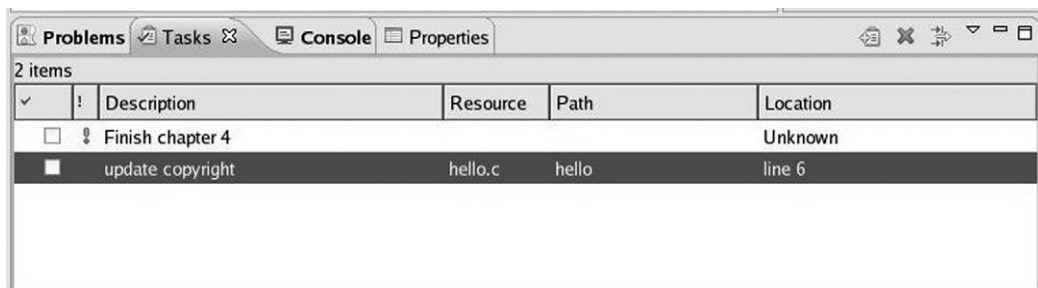 Problems Tasks Console Properties
2 items
! Description Resource Path Location
! Finish chapter 4 Unknown
update copyright hello.c hello line 6